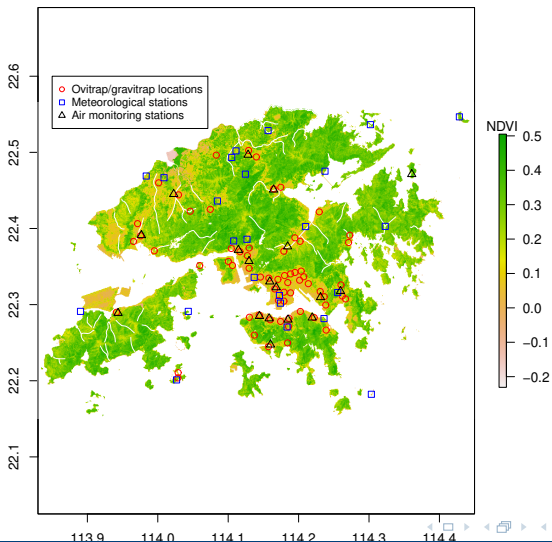 Ovitrap/gravitrap locations
Meteorological stations
Air monitoring stations
NDVI
0.5
0.4
0.3
0.2
0.1
0.0
−0.1
−0.2
22.6
22.5
22.4
22.3
22.2
22.1
113.9 114.0 114.1 114.2 114.3 114.4